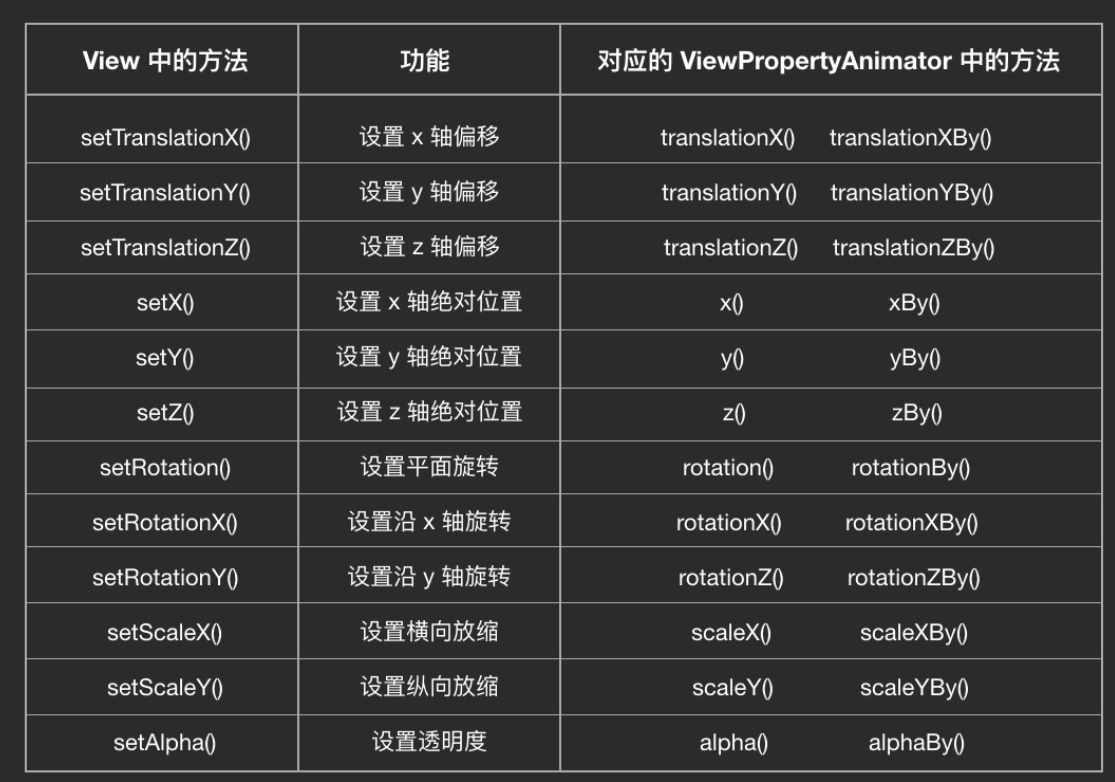 View 中的方法 功能 对应的 ViewPropertyAnimator 中的方法
setTranslationX() 设置 x 轴偏移 translationX() translationXBy()
setTranslationY() 设置 y 轴偏移 translationY() translationYBy()
setTranslationZ() 设置 z 轴偏移 translationZ() translationZBy()
setX() 设置 x 轴绝对位置 x() xBy()
setY() 设置 y 轴绝对位置 y() yBy()
setZ() 设置 z 轴绝对位置 z() zBy()
setRotation() 设置平面旋转 rotation() rotationBy()
setRotationX() 设置沿 x 轴旋转 rotationX() rotationXBy()
setRotationY() 设置沿 y 轴旋转 rotationZ() rotationZBy()
setScaleX() 设置横向放缩 scaleX() scaleXBy()
setScaleY() 设置纵向放缩 scaleY() scaleYBy()
setAlpha() 设置透明度 alpha() alphaBy()